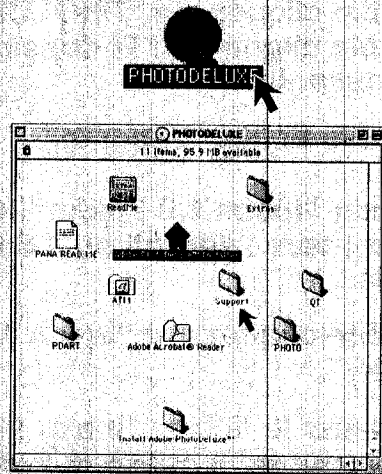 PHOTODELUXE
PHOTODELUXE
11 items, 95.9 MB available
ReadMe
Extras
PANA READ ME
Support
QT
PDART
Adobe Acrobat® Reader
PHOTO
Install Adobe PhotoDeluxe™